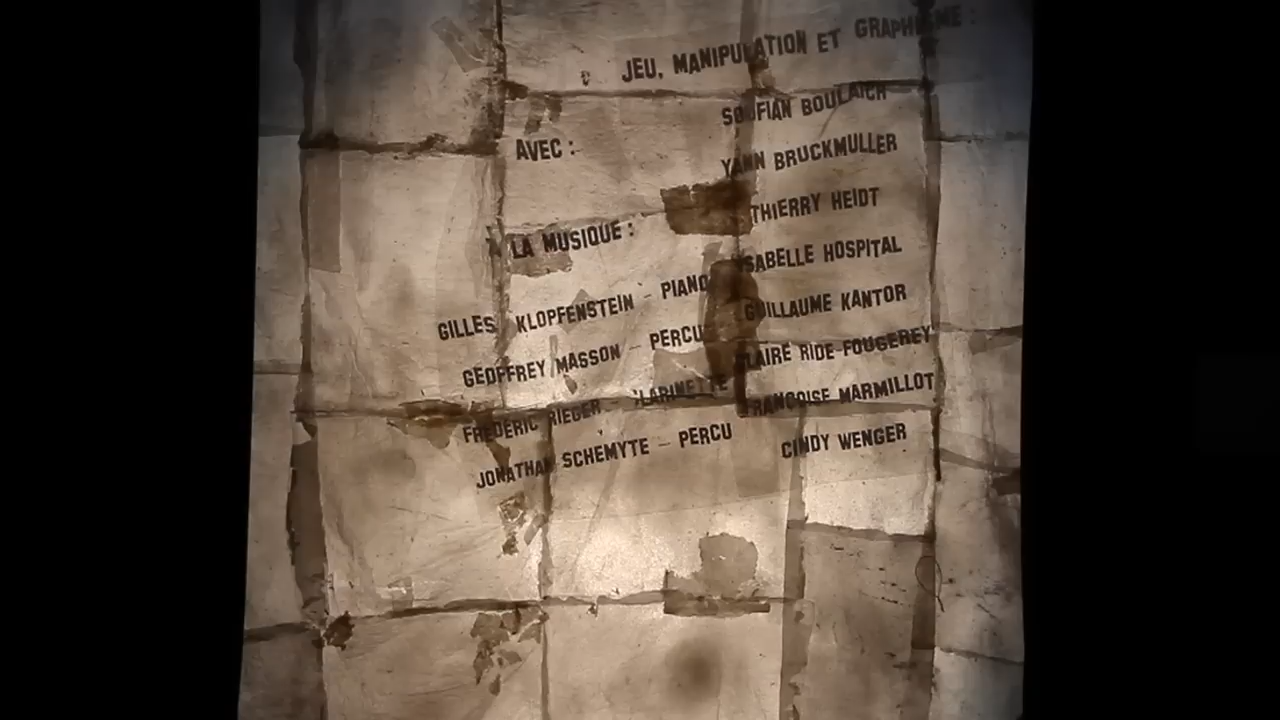 JEU, MANIPULATION ET GRAPHISME :
SOUFIAN BOULAICH
AVEC :
YANN BRUCKMULLER
THIERRY HEIDT
A LA MUSIQUE :
ISABELLE HOSPITAL
GILLES KLOPFENSTEIN - PIANO
GUILLAUME KANTOR
GEOFFREY MASSON - PERCU
CLAIRE RIDE-FOUGEREY
FREDERIC RIEGER - CLARINETTE
FRANCOISE MARMILLOT
JONATHAN SCHEMYTE - PERCU
CINDY WENGER